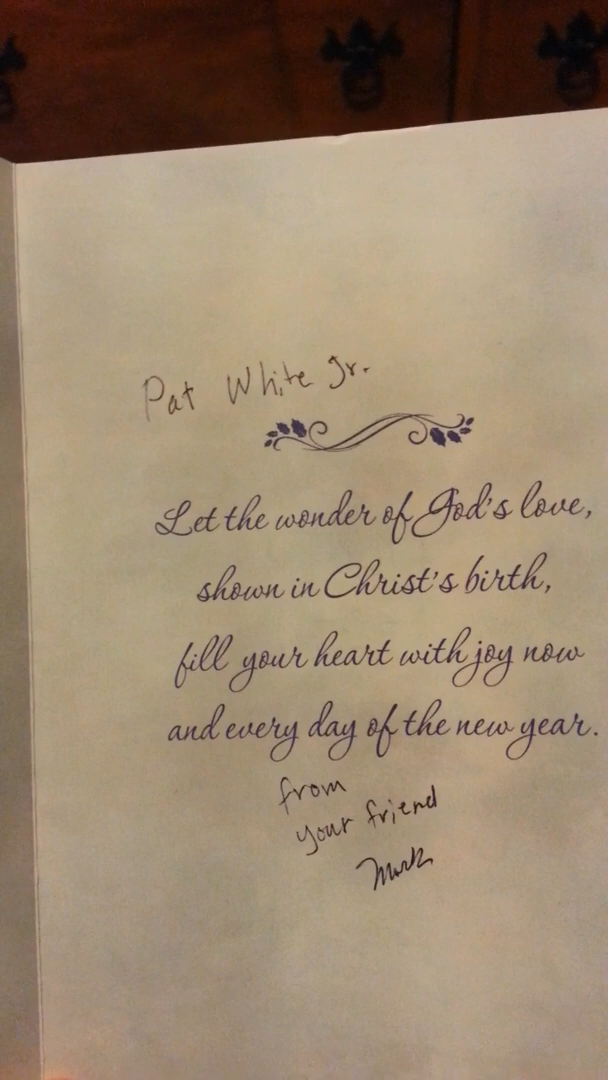 Pat White Jr.
Let the wonder of God's love,
shown in Christ's birth,
fill your heart with joy now
and every day of the new year.
from
your friend
Mark